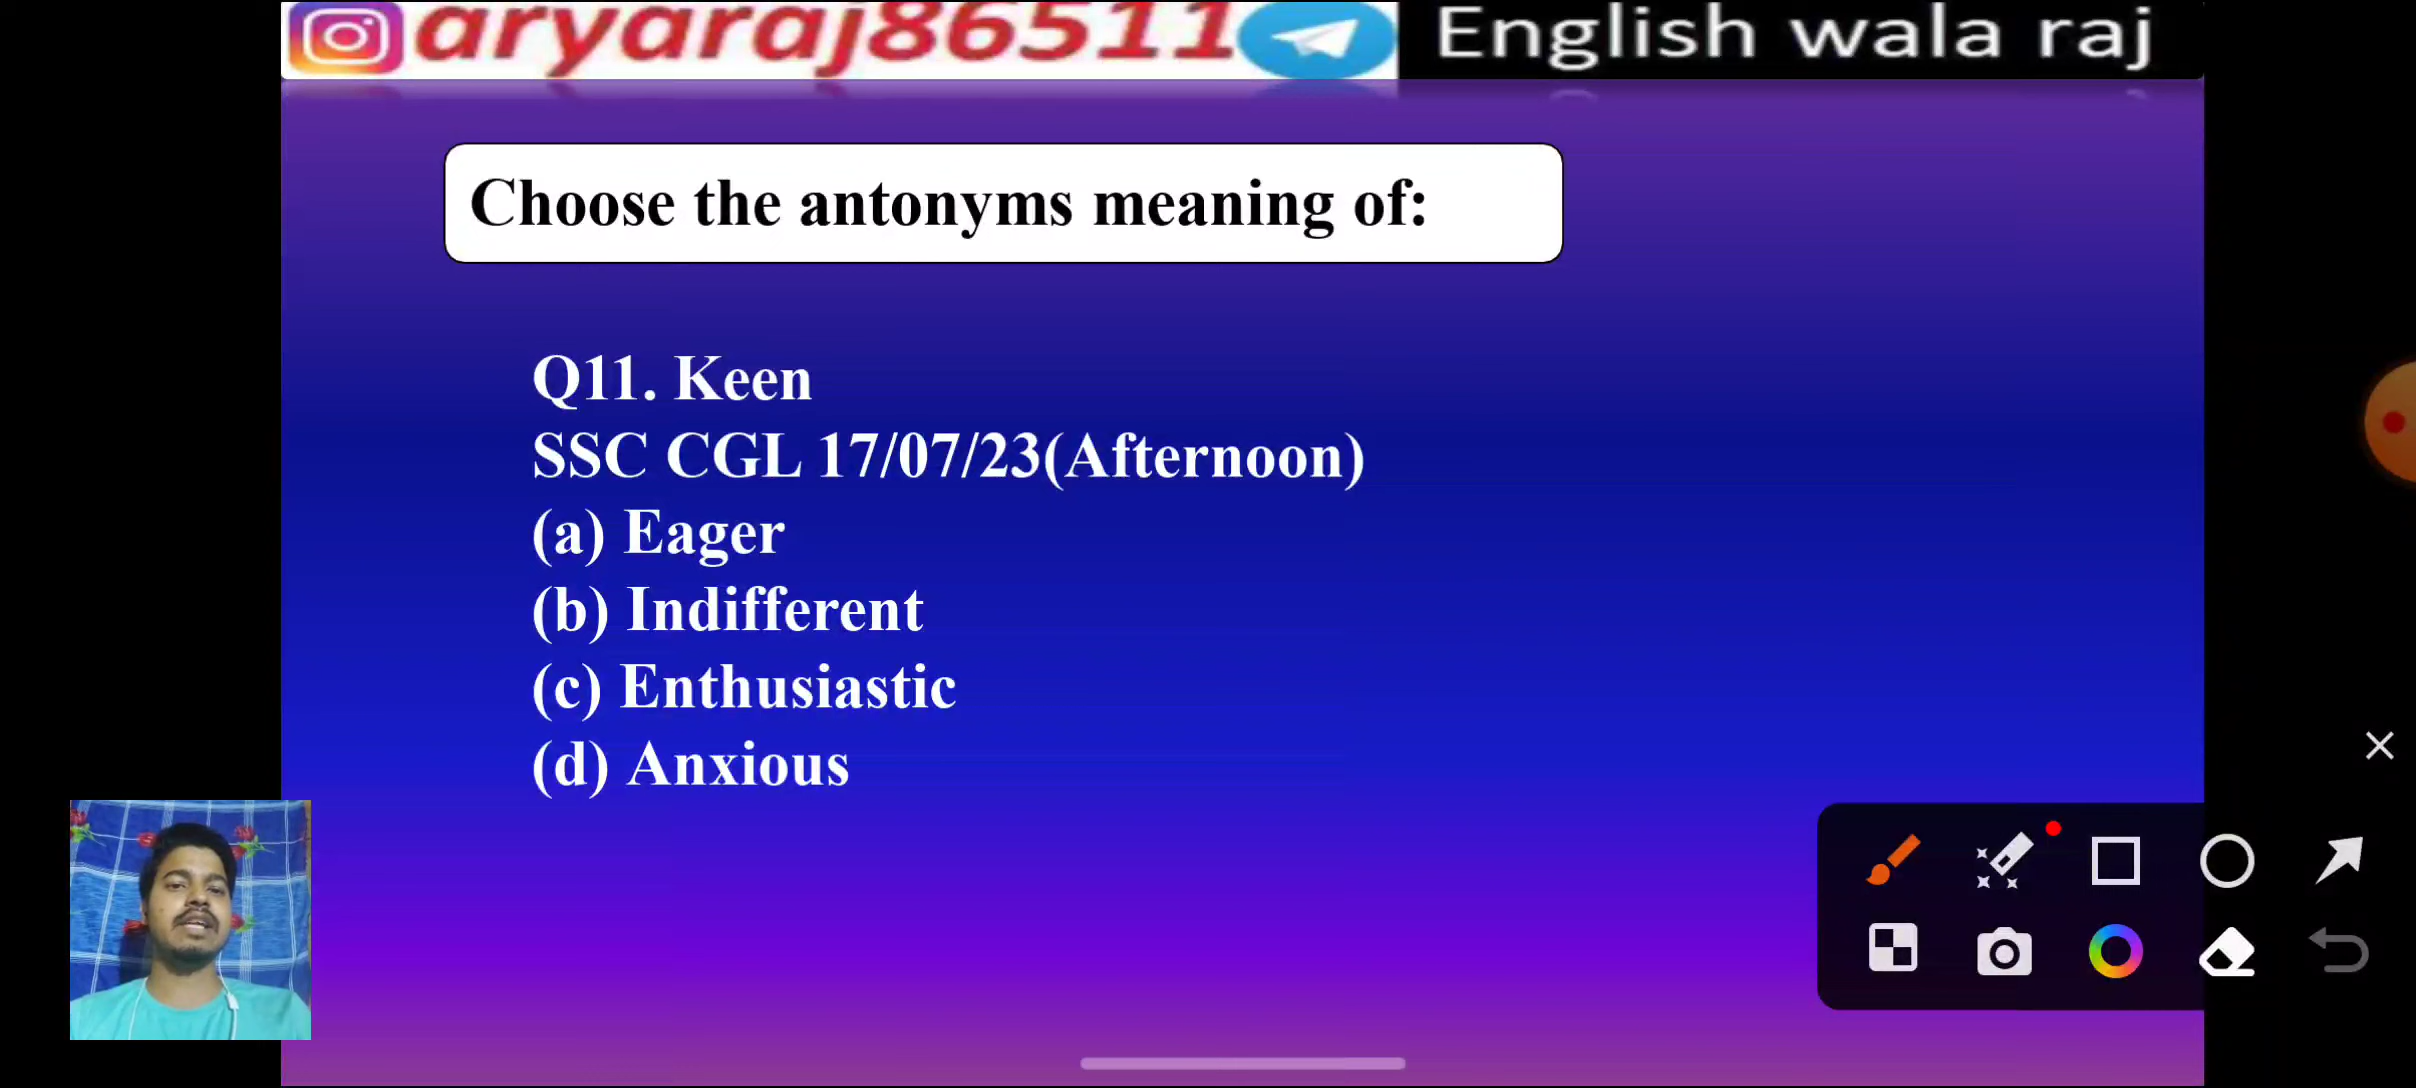 aryaraj86511 English wala raj
Choose the antonyms meaning of:
Q11. Keen
SSC CGL 17/07/23(Afternoon)
(a) Eager
(b) Indifferent
(c) Enthusiastic
(d) Anxious